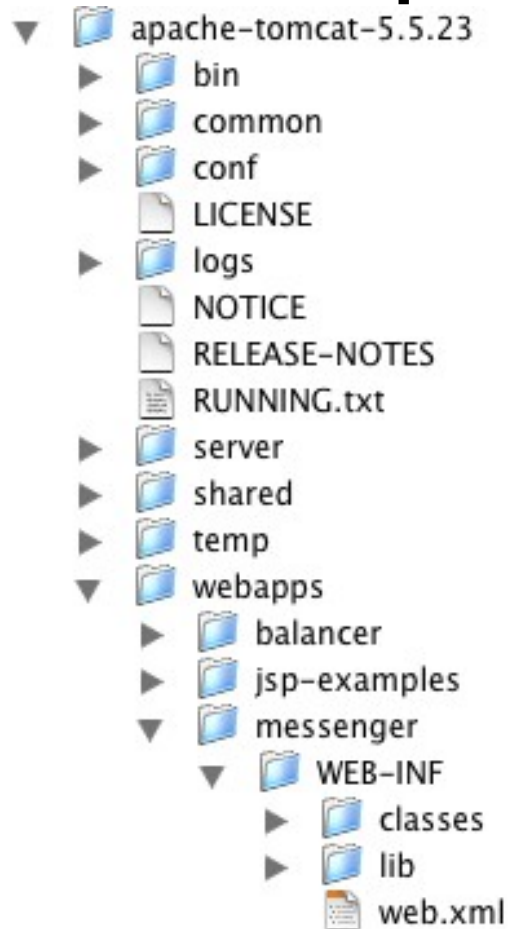 apache-tomcat-5.5.23
bin
common
conf
LICENSE
logs
NOTICE
RELEASE-NOTES
RUNNING.txt
server
shared
temp
webapps
balancer
jsp-examples
messenger
WEB-INF
classes
lib
web.xml